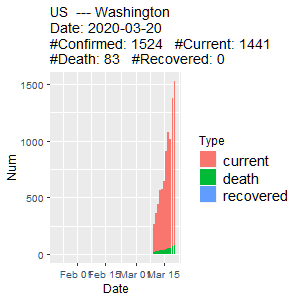 US --- Washington
Date: 2020-03-20
#Confirmed: 1524 #Current: 1441
#Death: 83 #Recovered: 0
1500
1000
500
0
Num
Feb 01 Feb 15 Mar 01 Mar 15
Date
Type
current
death
recovered